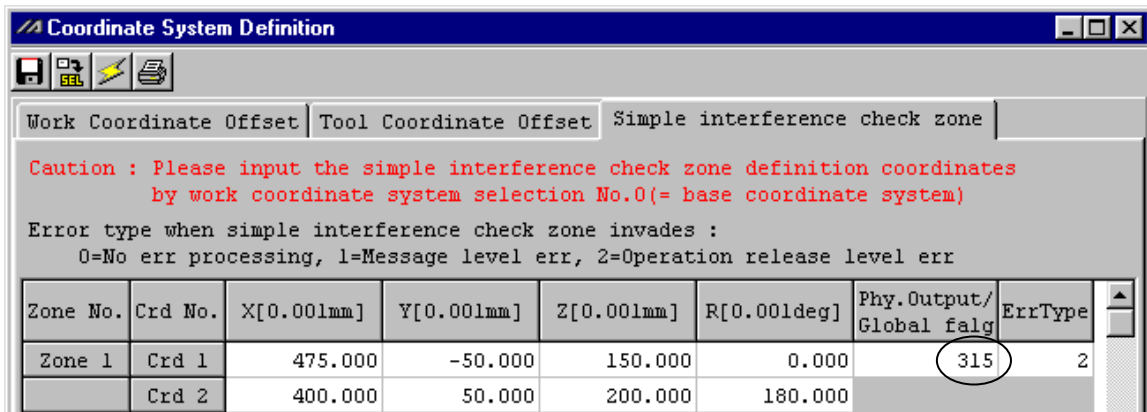 Coordinate System Definition
SEL
Work Coordinate Offset Tool Coordinate Offset Simple interference check zone
Caution : Please input the simple interference check zone definition coordinates
by work coordinate system selection No.0(= base coordinate system)
Error type when simple interference check zone invades :
0=No err processing, 1=Message level err, 2=Operation release level err
Zone No. Crd No. X[0.001mm] Y[0.001mm] Z[0.001mm] R[0.001deg] Phy.Output/ Global falg ErrType
Zone 1 Crd 1 475.000 -50.000 150.000 0.000 315 2
Crd 2 400.000 50.000 200.000 180.000